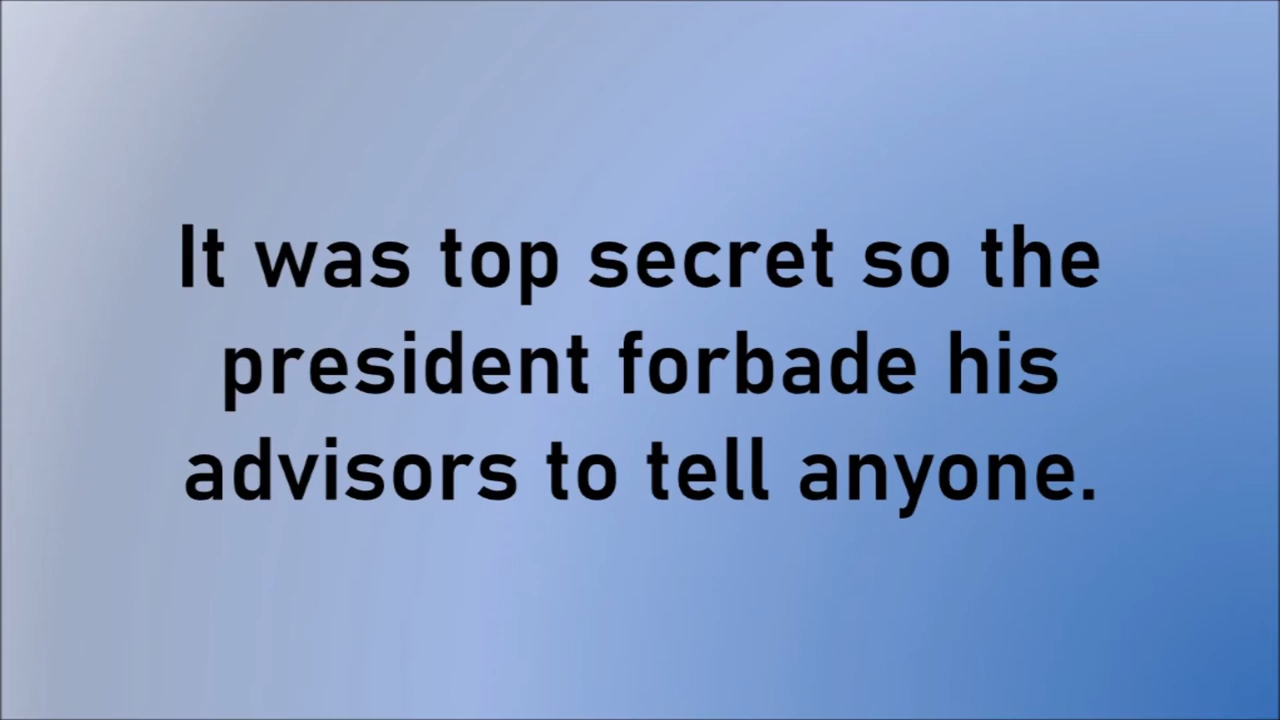 It was top secret so the
president forbade his
advisors to tell anyone.